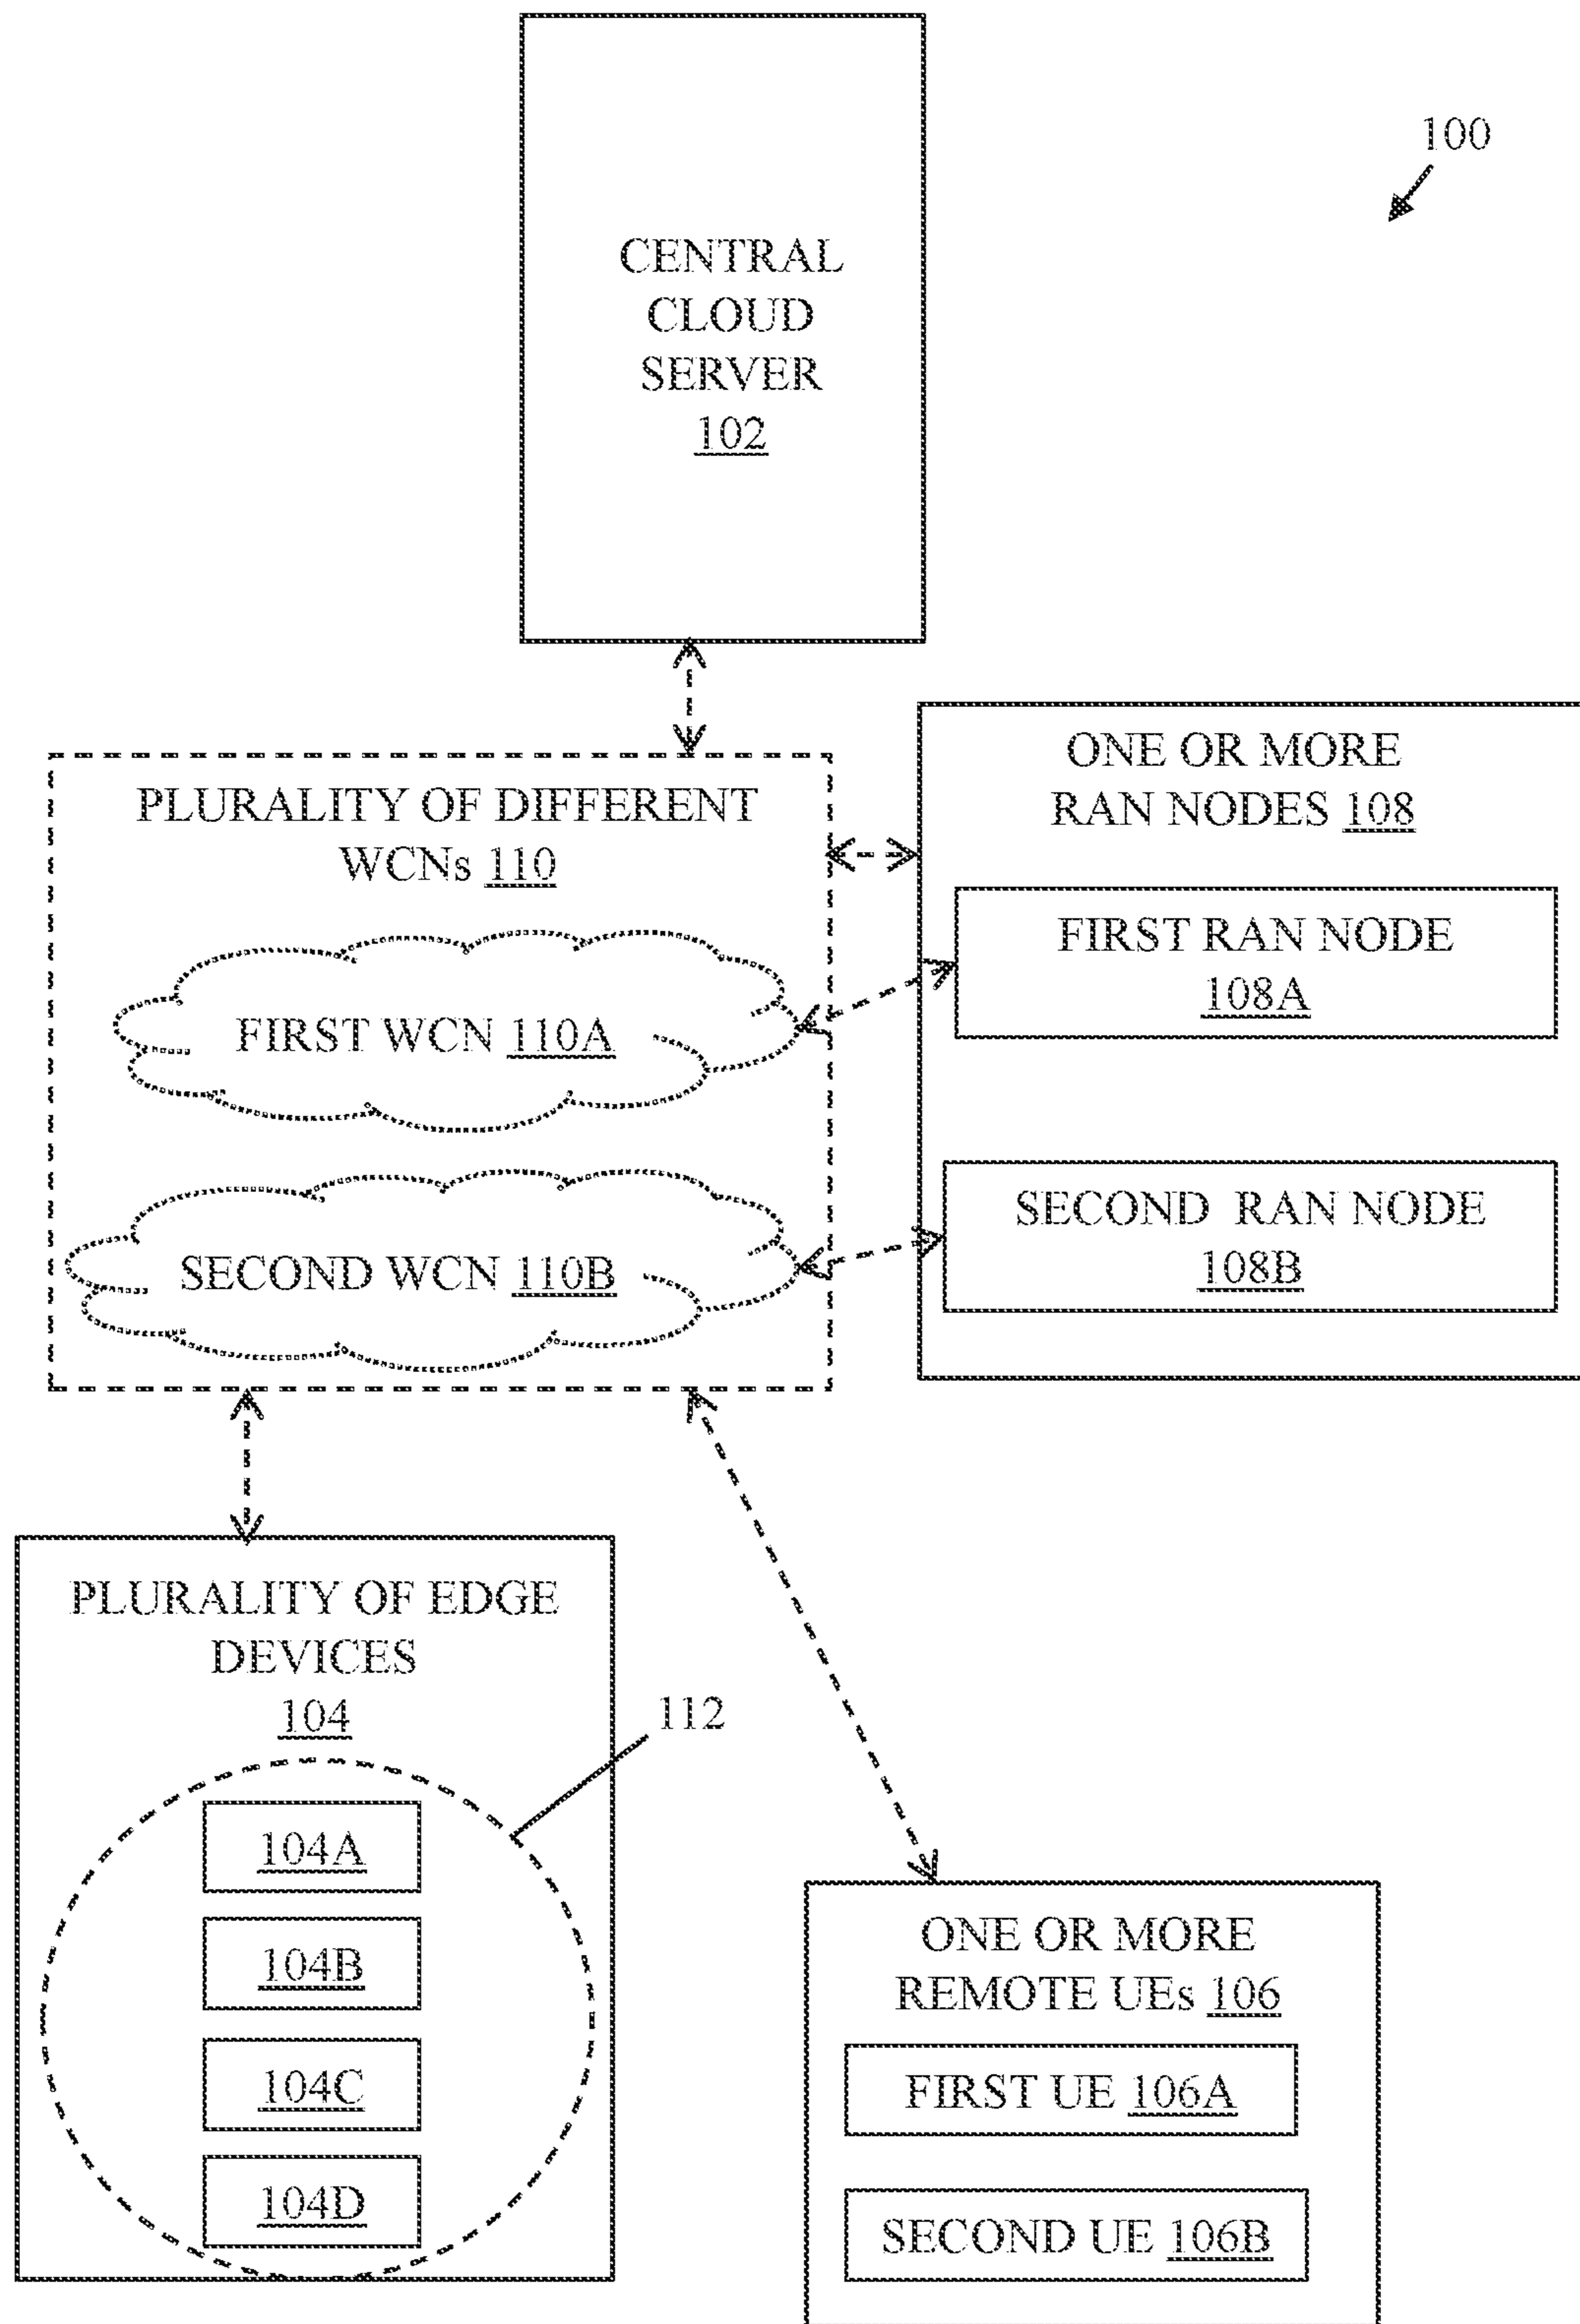 100
CENTRAL
CLOUD
SERVER
102
PLURALITY OF DIFFERENT
WCNs 110
FIRST WCN 110A
SECOND WCN 110B
ONE OR MORE
RAN NODES 108
FIRST RAN NODE
108A
SECOND RAN NODE
108B
PLURALITY OF EDGE
DEVICES
104
112
104A
104B
104C
104D
ONE OR MORE
REMOTE UEs 106
FIRST UE 106A
SECOND UE 106B